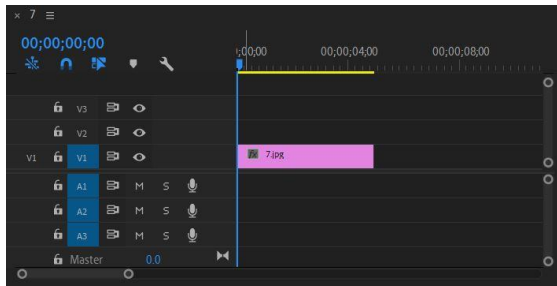 × 7 ≡
00;00;00;00
;00;00 00;00;04;00 00;00;08;00
V3
V2
V1 V1 fx 7.jpg
A1 M S
A2 M S
A3 M S
Master 0.0